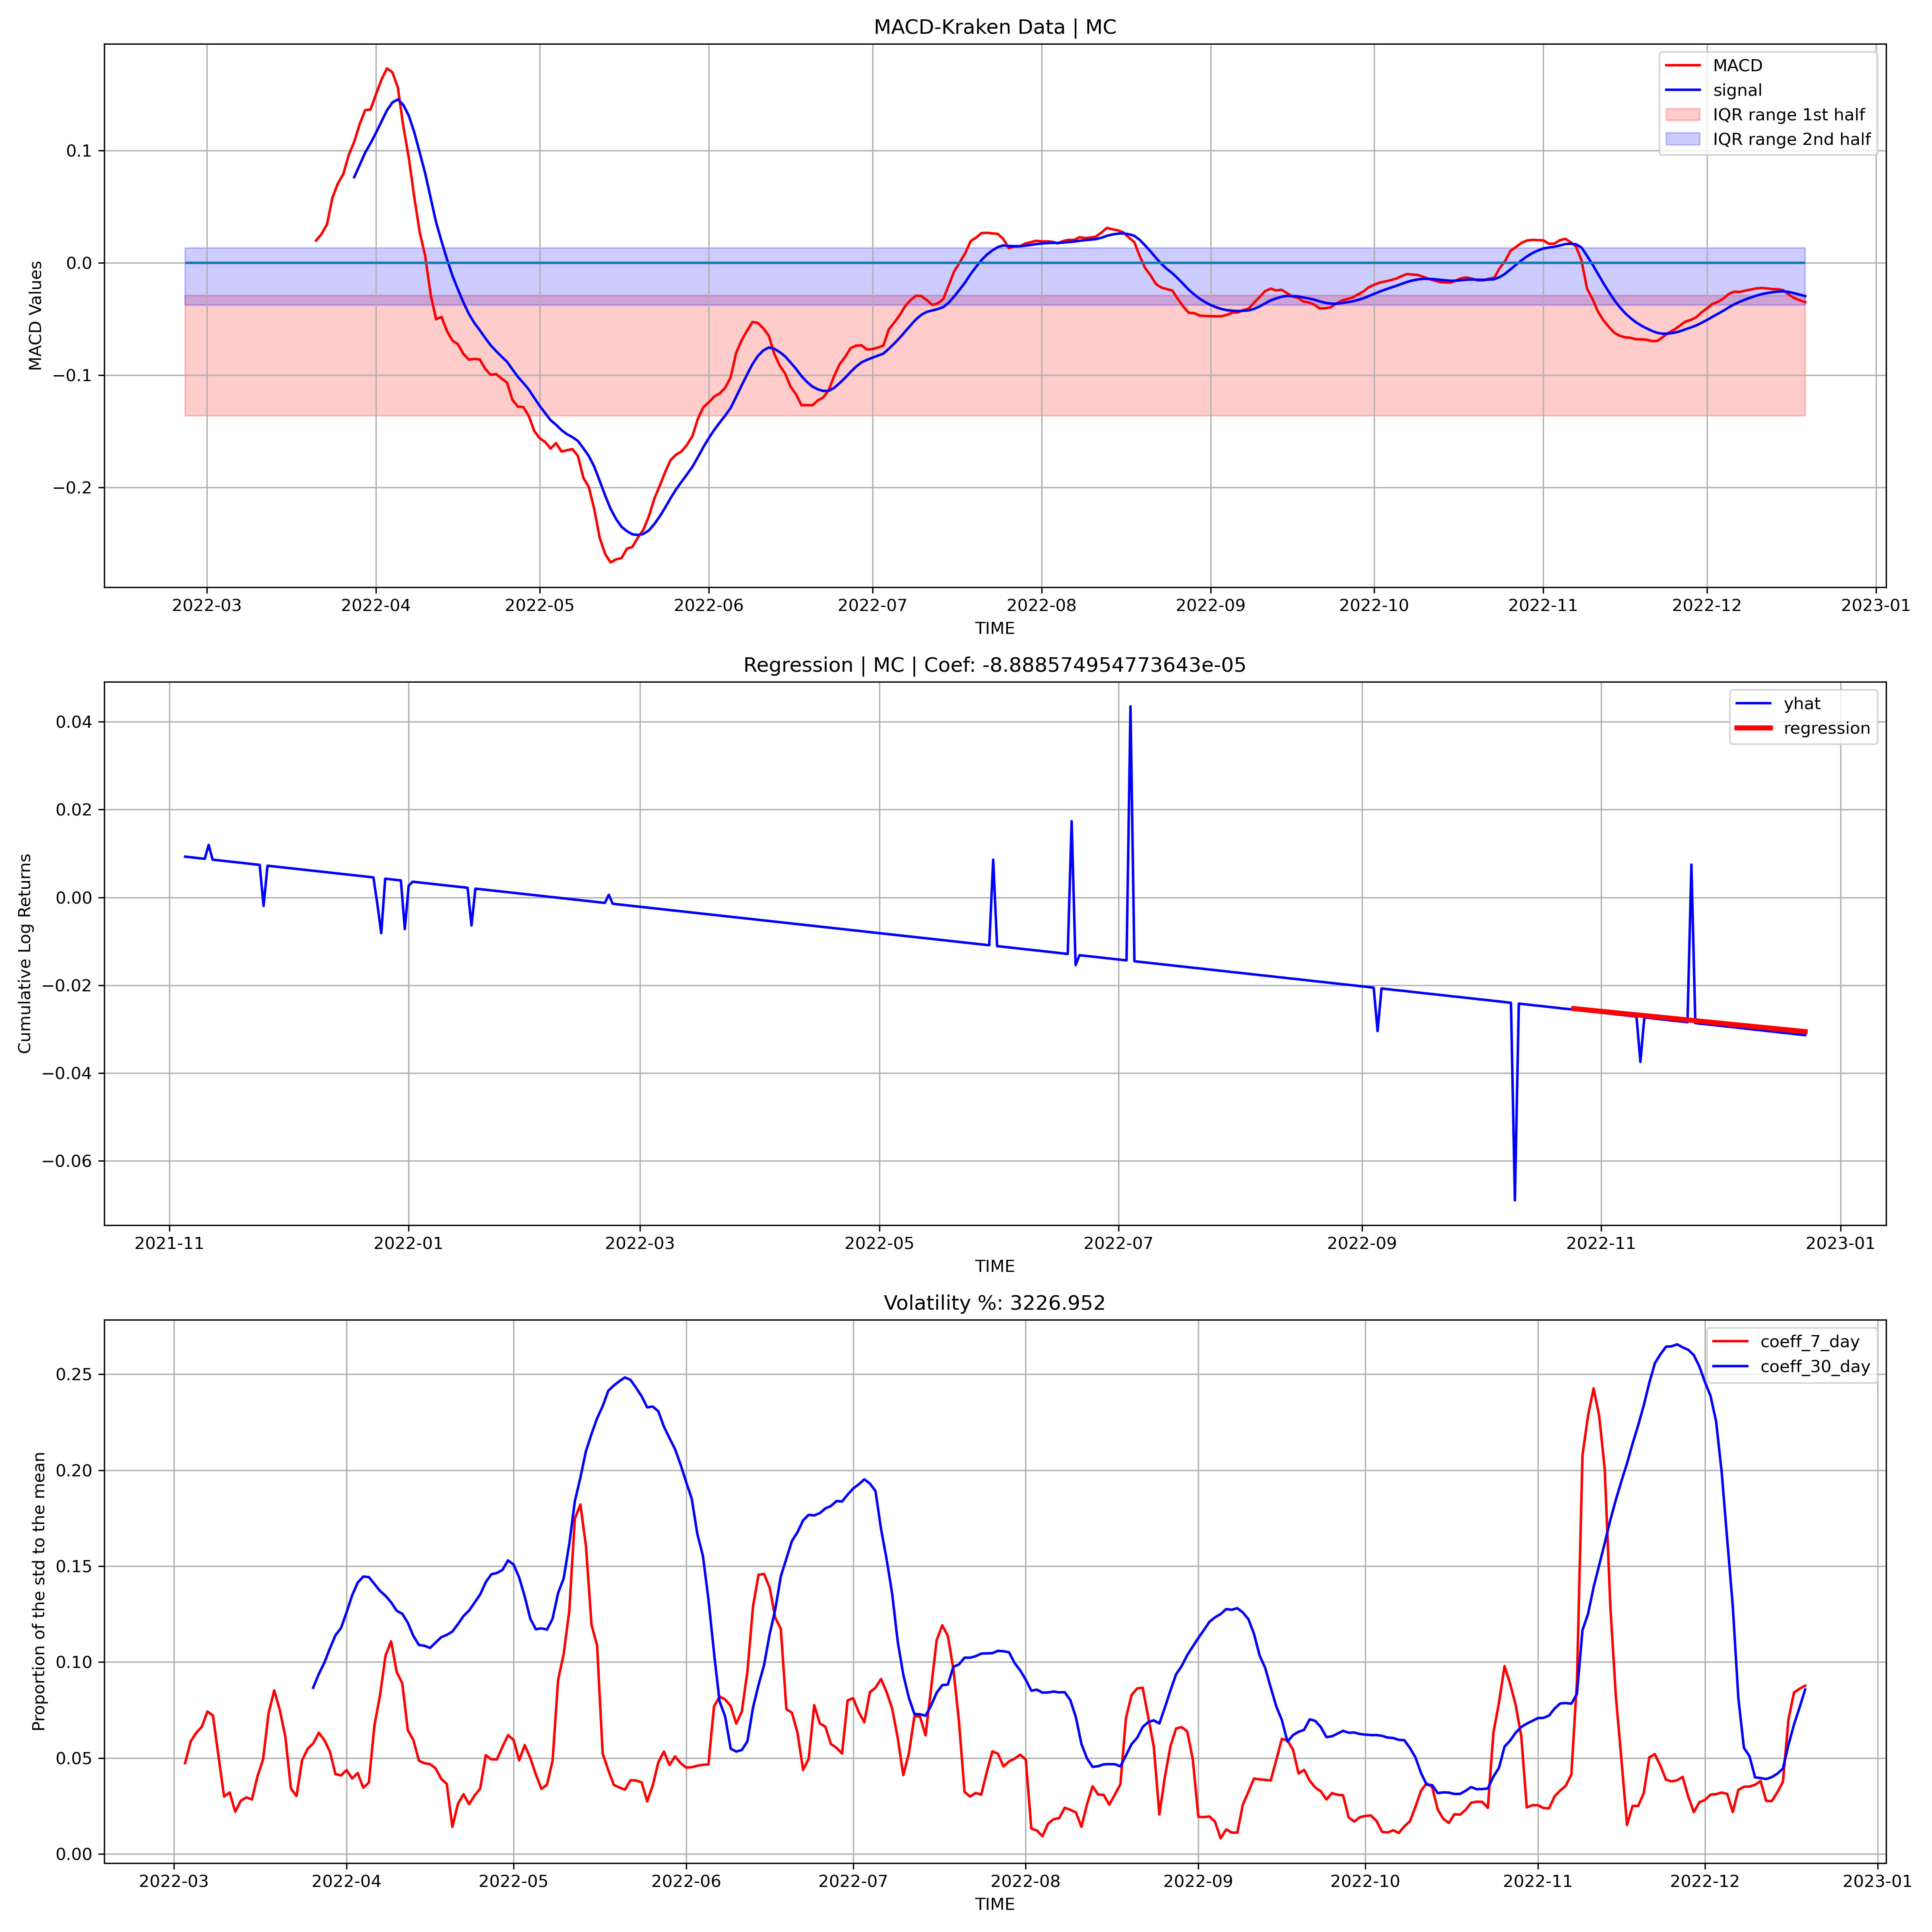 MACD-Kraken Data | MC
MACD
signal
IQR range 1st half
IQR range 2nd half
MACD Values
0.1
0.0
−0.1
−0.2
2022-03 2022-04 2022-05 2022-06 2022-07 2022-08 2022-09 2022-10 2022-11 2022-12 2023-01
TIME
Regression | MC | Coef: -8.888574954773643e-05
yhat
regression
Cumulative Log Returns
0.04
0.02
0.00
−0.02
−0.04
−0.06
2021-11 2022-01 2022-03 2022-05 2022-07 2022-09 2022-11 2023-01
TIME
Volatility %: 3226.952
coeff_7_day
coeff_30_day
Proportion of the std to the mean
0.25
0.20
0.15
0.10
0.05
0.00
2022-03 2022-04 2022-05 2022-06 2022-07 2022-08 2022-09 2022-10 2022-11 2022-12 2023-01
TIME